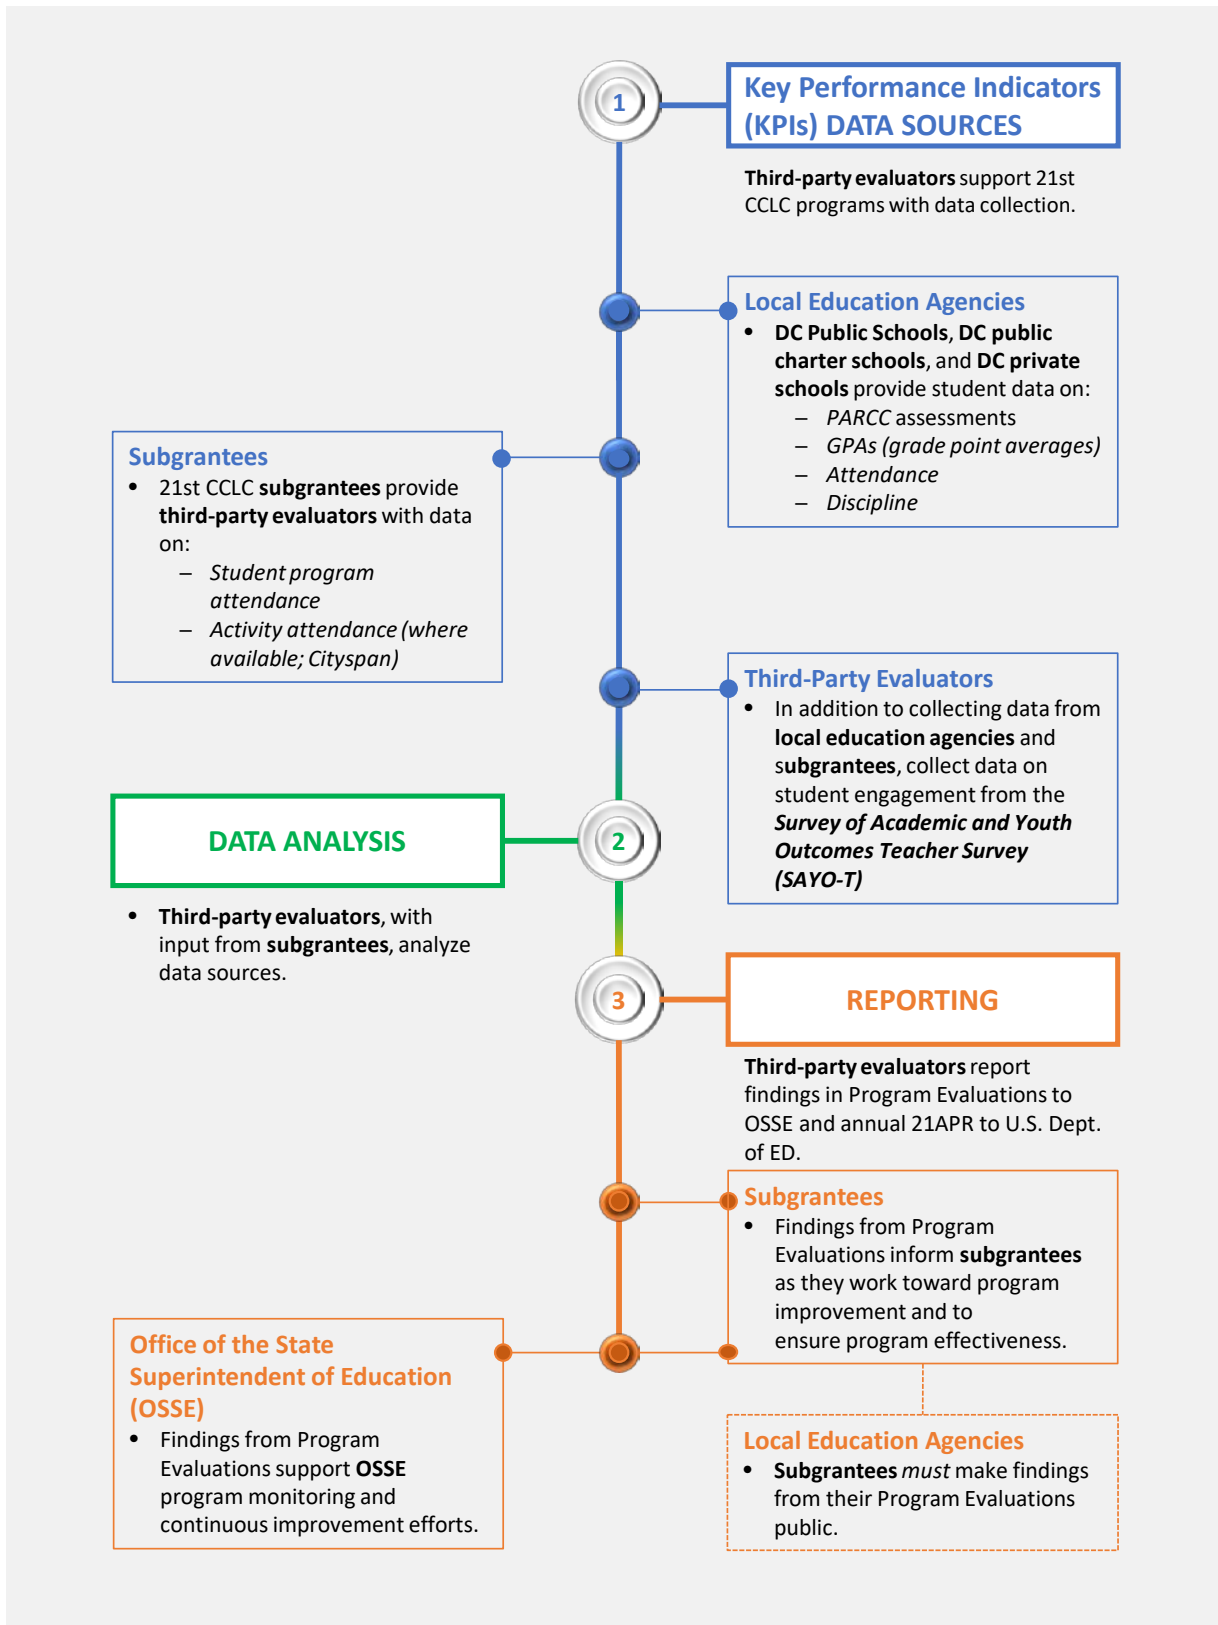 1
Key Performance Indicators
(KPIs) DATA SOURCES
Third-party evaluators support 21st
CCLC programs with data collection.
Local Education Agencies
• DC Public Schools, DC public
charter schools, and DC private
schools provide student data on:
– PARCC assessments
– GPAs (grade point averages)
– Attendance
– Discipline
Subgrantees
• 21st CCLC subgrantees provide
third-party evaluators with data
on:
– Student program
attendance
– Activity attendance (where
available; Cityspan)
Third-Party Evaluators
• In addition to collecting data from
local education agencies and
subgrantees, collect data on
student engagement from the
Survey of Academic and Youth
Outcomes Teacher Survey
(SAYO-T)
2
DATA ANALYSIS
• Third-party evaluators, with
input from subgrantees, analyze
data sources.
3
REPORTING
Third-party evaluators report
findings in Program Evaluations to
OSSE and annual 21APR to U.S. Dept.
of ED.
Subgrantees
• Findings from Program
Evaluations inform subgrantees
as they work toward program
improvement and to
ensure program effectiveness.
Office of the State
Superintendent of Education
(OSSE)
• Findings from Program
Evaluations support OSSE
program monitoring and
continuous improvement efforts.
Local Education Agencies
• Subgrantees must make findings
from their Program Evaluations
public.